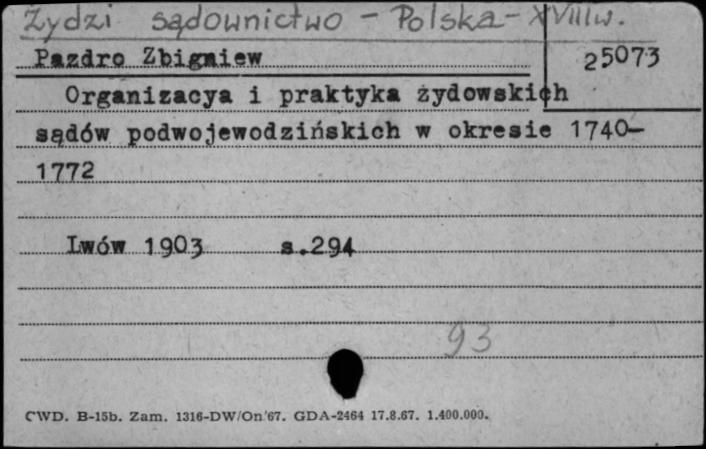 Żydzi sądownictwo - Polska - XVIII w.
Pazdro Zbigniew
25073
Organizacya i praktyka żydowskich
sądów podwojewodzińskich w okresie 1740-
1772
Lwów 1903 s.294
93
CWD. B-15b. Zam. 1316-DW/On.'67. GDA-2464 17.8.67. 1.400.000.